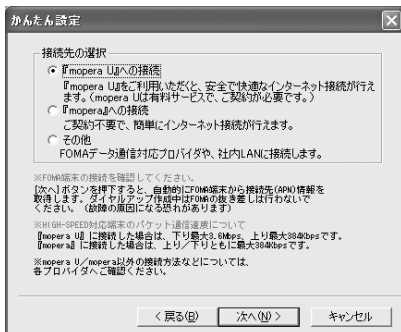 かんたん設定
接続先の選択
『mopera U』への接続
『mopera U』をご利用いただくと、安全で快適なインターネット接続が行え
ます。（mopera Uは有料サービスで、ご契約が必要です。）
『mopera』への接続
ご契約不要で、簡単にインターネット接続が行えます。
その他
FOMAデータ通信対応プロバイダや、社内LANに接続します。
※FOMA端末の接続を確認してください。
[次へ]ボタンを押下すると、自動的にFOMA端末から接続先(APN)情報を
取得します。ダイヤルアップ作成中はFOMAの抜き差しは行わないで
ください。（故障の原因になる恐れがあります）
※HIGH-SPEED対応端末のパケット通信速度について
『mopera U』に接続した場合は、下り最大3.6Mbps、上り最大384Kbpsです。
『mopera』に接続した場合は、上り／下りともに最大384Kbpsです。
※mopera U/mopera以外の接続方法などについては、
各プロバイダへご確認ください。
< 戻る(B) 次へ(N) > キャンセル